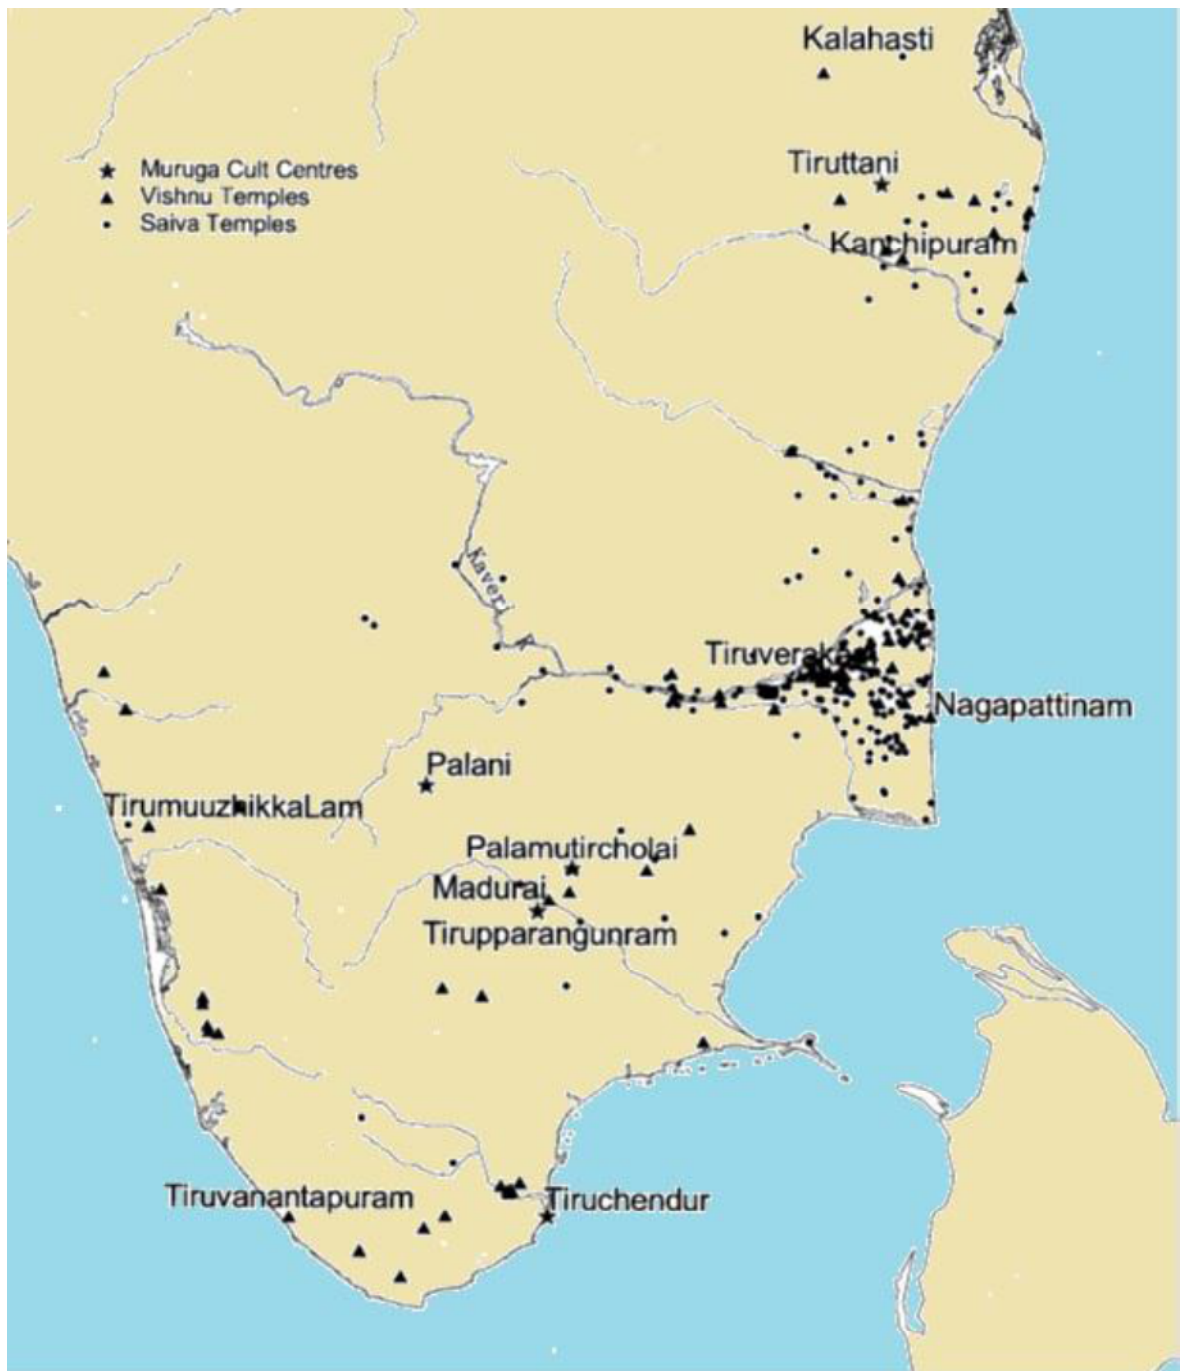 Kalahasti
Tiruttani
Muruga Cult Centres
Vishnu Temples
Saiva Temples
Kanchipuram
Kaveri R
Nagapattinam
Palani
TirumuuzhikkaLam
Palamutircholai
Madurai
Tirupparangunram
Tiruvanantapuram
Tiruchendur